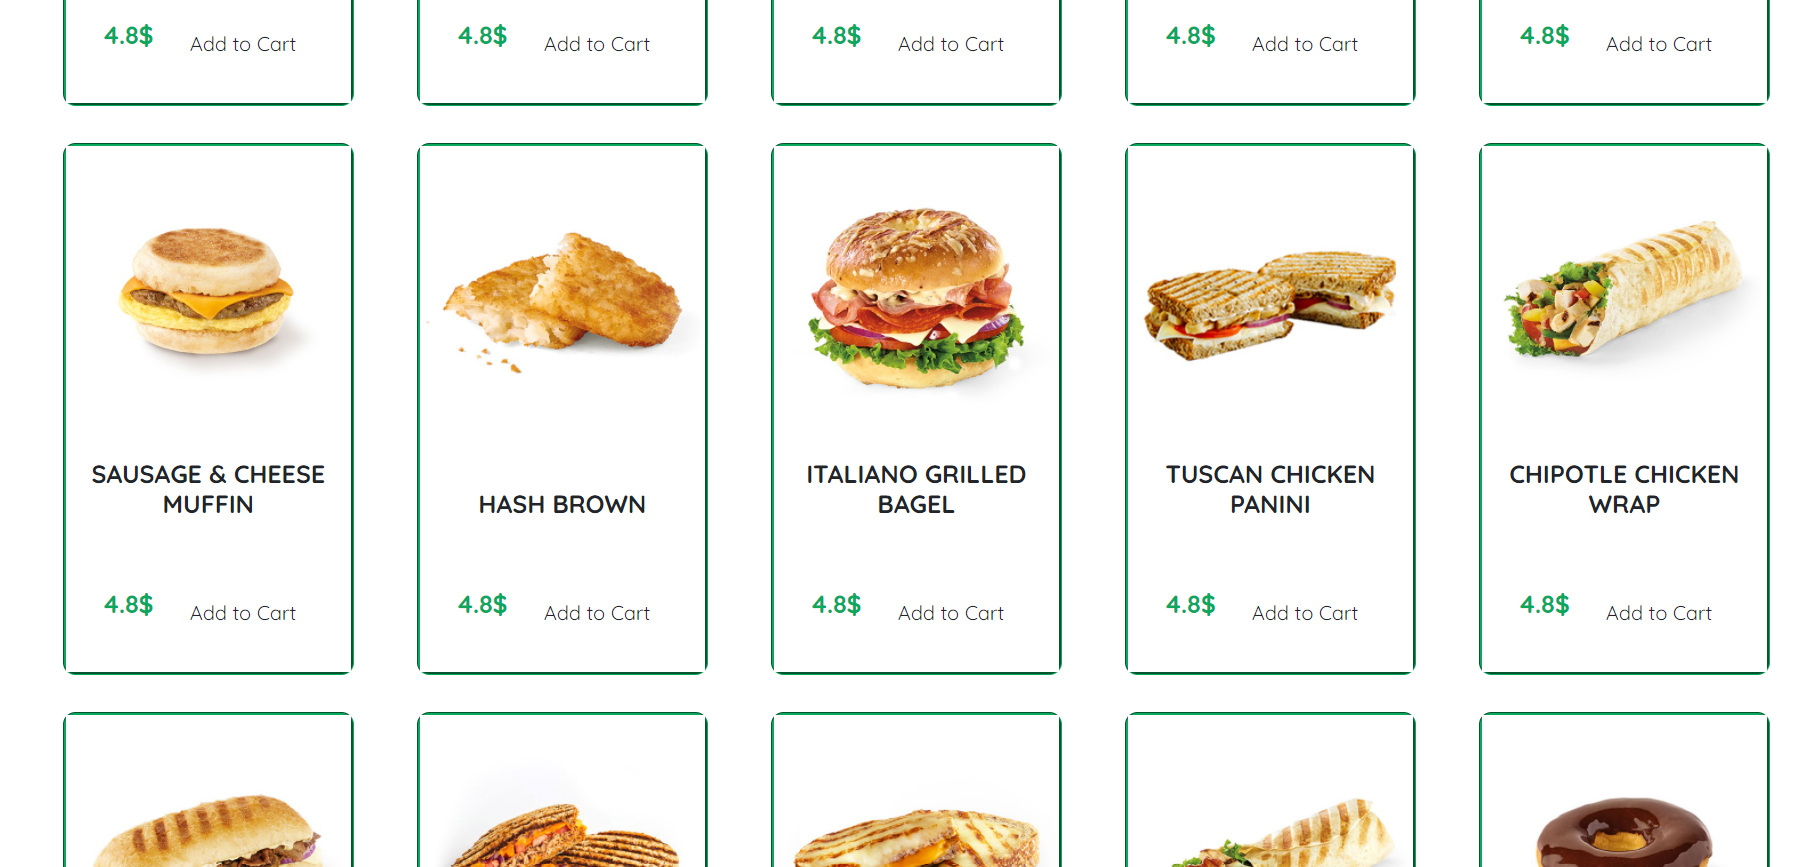 4.8$ Add to Cart 4.8$ Add to Cart 4.8$ Add to Cart 4.8$ Add to Cart 4.8$ Add to Cart
SAUSAGE & CHEESE
MUFFIN
HASH BROWN
ITALIANO GRILLED
BAGEL
TUSCAN CHICKEN
PANINI
CHIPOTLE CHICKEN
WRAP
4.8$ Add to Cart 4.8$ Add to Cart 4.8$ Add to Cart 4.8$ Add to Cart 4.8$ Add to Cart